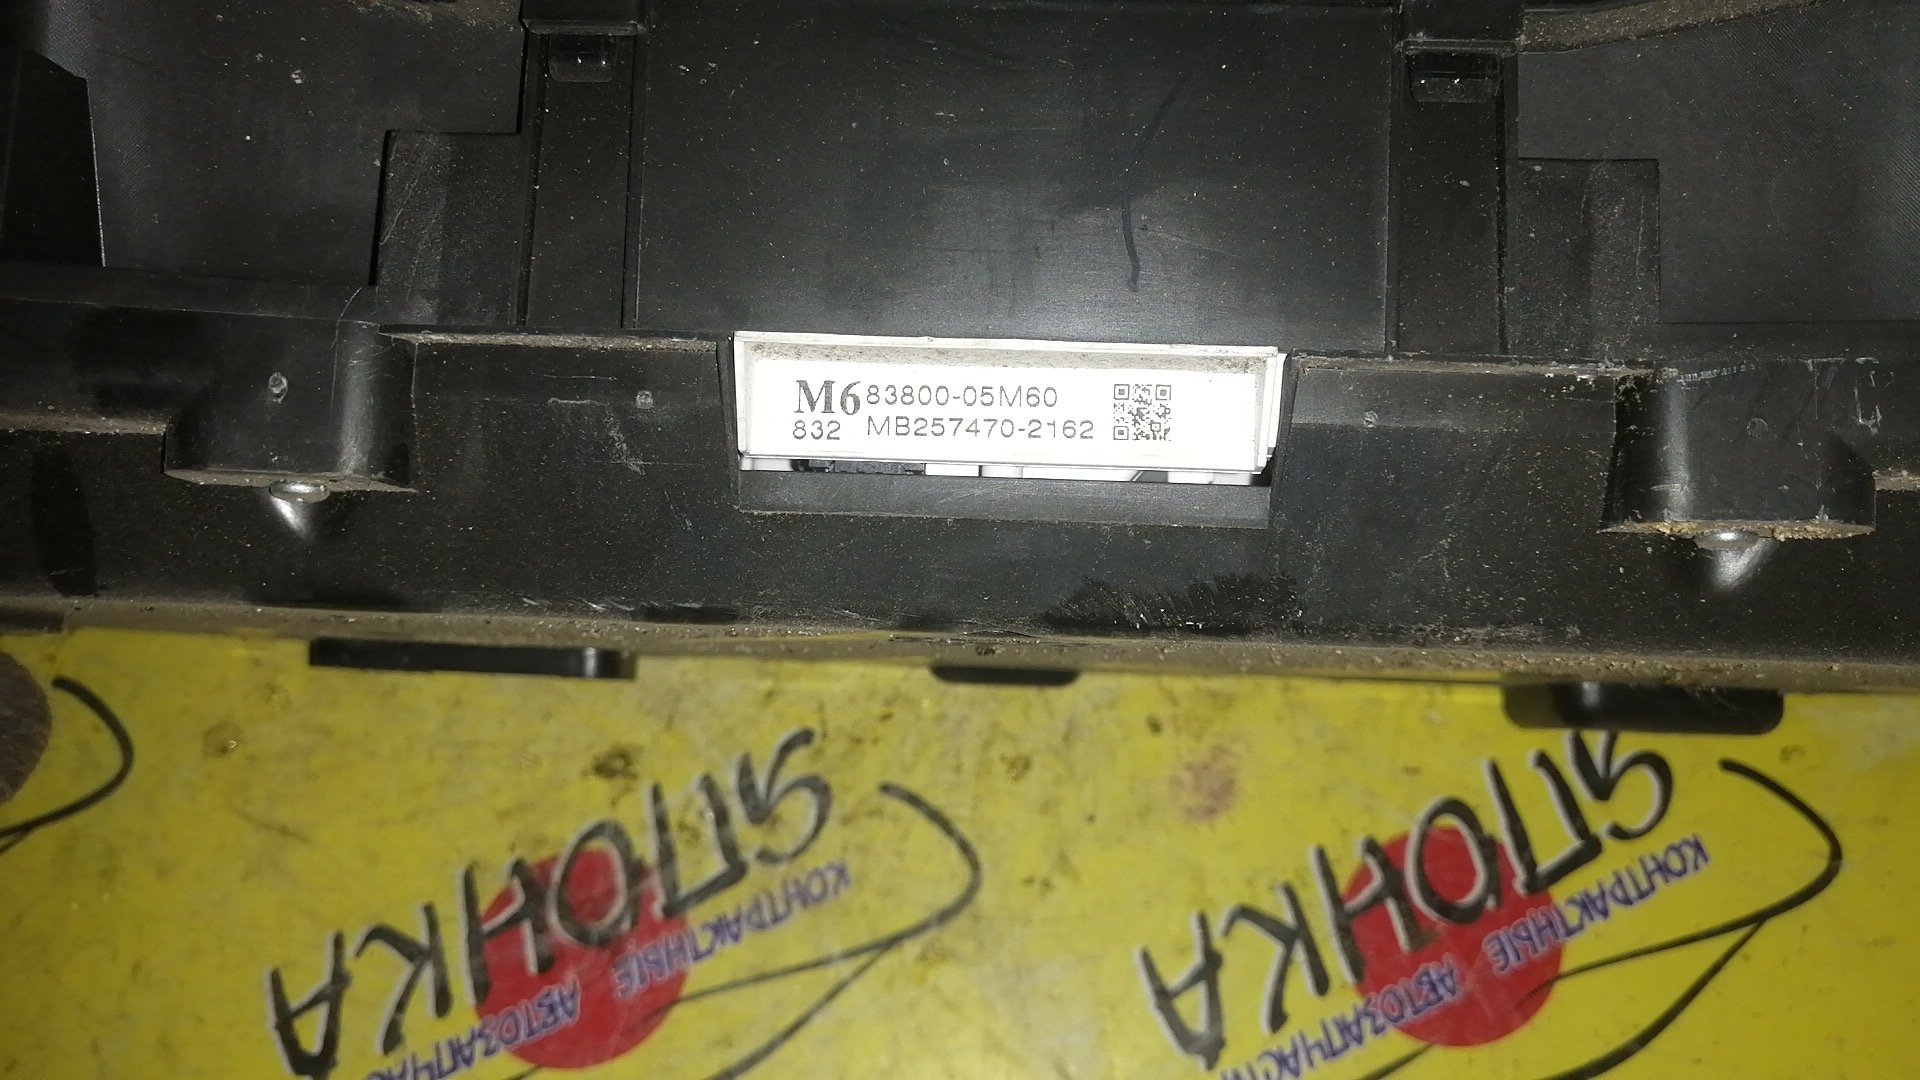 M6 83800-05M60
832 MB257470-2162
ЯПОНКА
КОНТРАКТНЫЕ АВТОЗАПЧАСТИ
ЯПОНКА
КОНТРАКТНЫЕ АВТОЗАПЧАСТИ